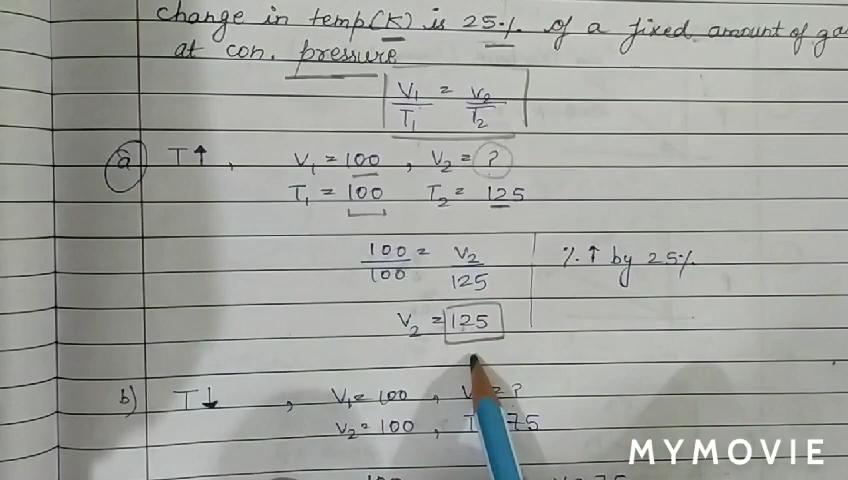 change in temp(K) is 25% of a fixed amount of ga
at con. pressure
V₁/T₁ = V₂/T₂
a) T↑, V₁ = 100, V₂ = ?
T₁ = 100 T₂ = 125
100/100 = V₂/125 % ↑ by 25%
V₂ = 125
b) T↓, V₁ = 100, V = ?
V₂ = 100, T 75
MYMOVIE